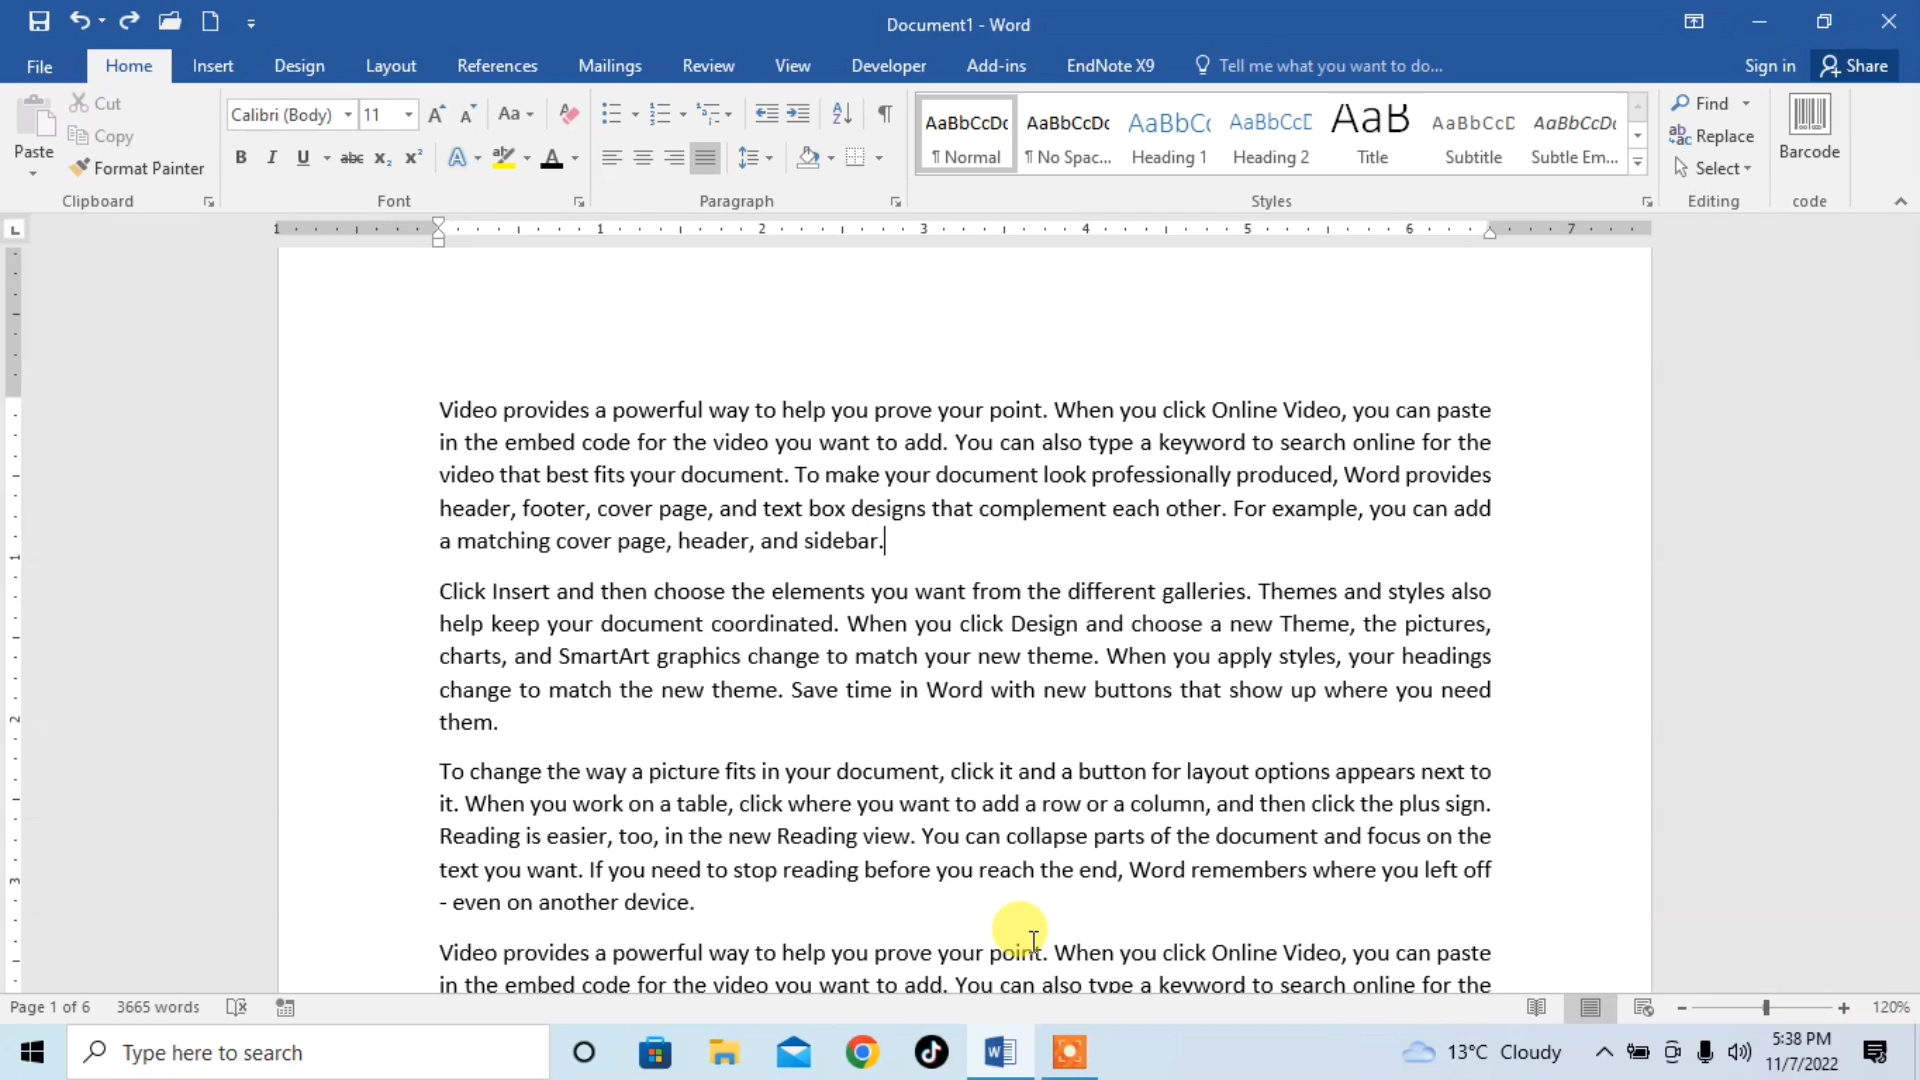 Document1 - Word
File Home Insert Design Layout References Mailings Review View Developer Add-ins EndNote X9 Tell me what you want to do... Sign in Share
Paste
Cut
Copy
Format Painter
Clipboard
Calibri (Body) 11
Font
Paragraph
AaBbCcDc AaBbCcDc AaBbC AaBbCcD AaB AaBbCcD AaBbCcDc
¶ Normal ¶ No Spac... Heading 1 Heading 2 Title Subtitle Subtle Em...
Styles
Find
Replace
Select
Editing
Barcode
code
1 1 2 3 4 5 6 7
Video provides a powerful way to help you prove your point. When you click Online Video, you can paste
in the embed code for the video you want to add. You can also type a keyword to search online for the
video that best fits your document. To make your document look professionally produced, Word provides
header, footer, cover page, and text box designs that complement each other. For example, you can add
a matching cover page, header, and sidebar.
Click Insert and then choose the elements you want from the different galleries. Themes and styles also
help keep your document coordinated. When you click Design and choose a new Theme, the pictures,
charts, and SmartArt graphics change to match your new theme. When you apply styles, your headings
change to match the new theme. Save time in Word with new buttons that show up where you need
them.
To change the way a picture fits in your document, click it and a button for layout options appears next to
it. When you work on a table, click where you want to add a row or a column, and then click the plus sign.
Reading is easier, too, in the new Reading view. You can collapse parts of the document and focus on the
text you want. If you need to stop reading before you reach the end, Word remembers where you left off
- even on another device.
Video provides a powerful way to help you prove your point. When you click Online Video, you can paste
in the embed code for the video you want to add. You can also type a keyword to search online for the
Page 1 of 6 3665 words 120%
Type here to search
13°C Cloudy
5:38 PM
11/7/2022